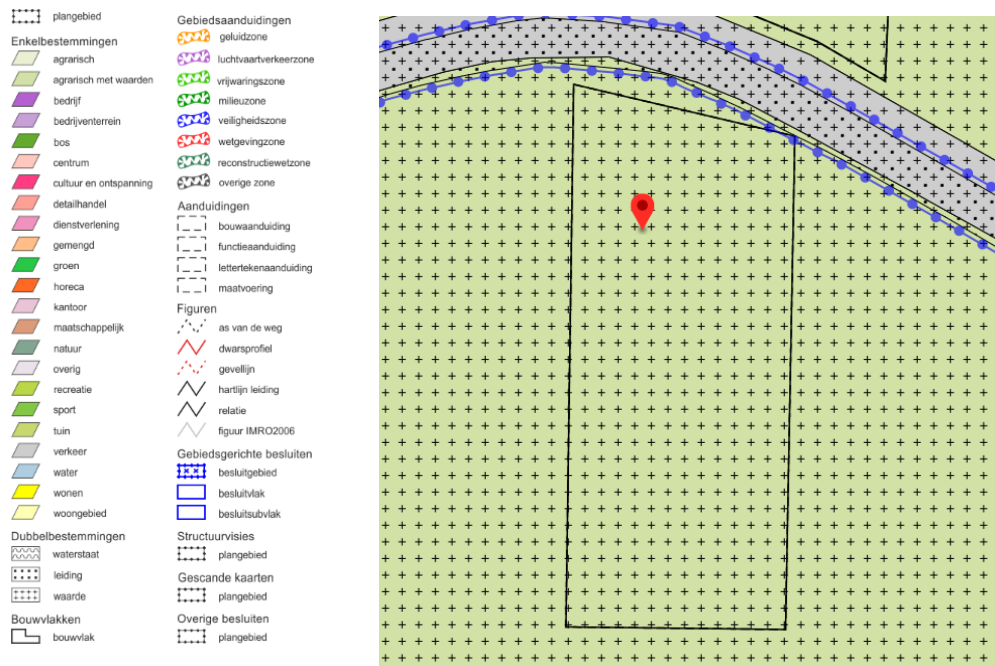 plangebied
Enkelbestemmingen
agrarisch
agrarisch met waarden
bedrijf
bedrijventerrein
bos
centrum
cultuur en ontspanning
detailhandel
dienstverlening
gemengd
groen
horeca
kantoor
maatschappelijk
natuur
overig
recreatie
sport
tuin
verkeer
water
wonen
woongebied
Dubbelbestemmingen
waterstaat
leiding
waarde
Bouwvlakken
bouwvlak
Gebiedsaanduidingen
geluidzone
luchtvaartverkeerzone
vrijwaringszone
milieuzone
veiligheidszone
wetgevingzone
reconstructiewetzone
overige zone
Aanduidingen
bouwaanduiding
functieaanduiding
lettertekenaanduiding
maatvoering
Figuren
as van de weg
dwarsprofiel
gevellijn
hartlijn leiding
relatie
figuur IMRO2006
Gebiedsgerichte besluiten
besluitgebied
besluitvlak
besluitsubvlak
Structuurvisies
plangebied
Gescande kaarten
plangebied
Overige besluiten
plangebied